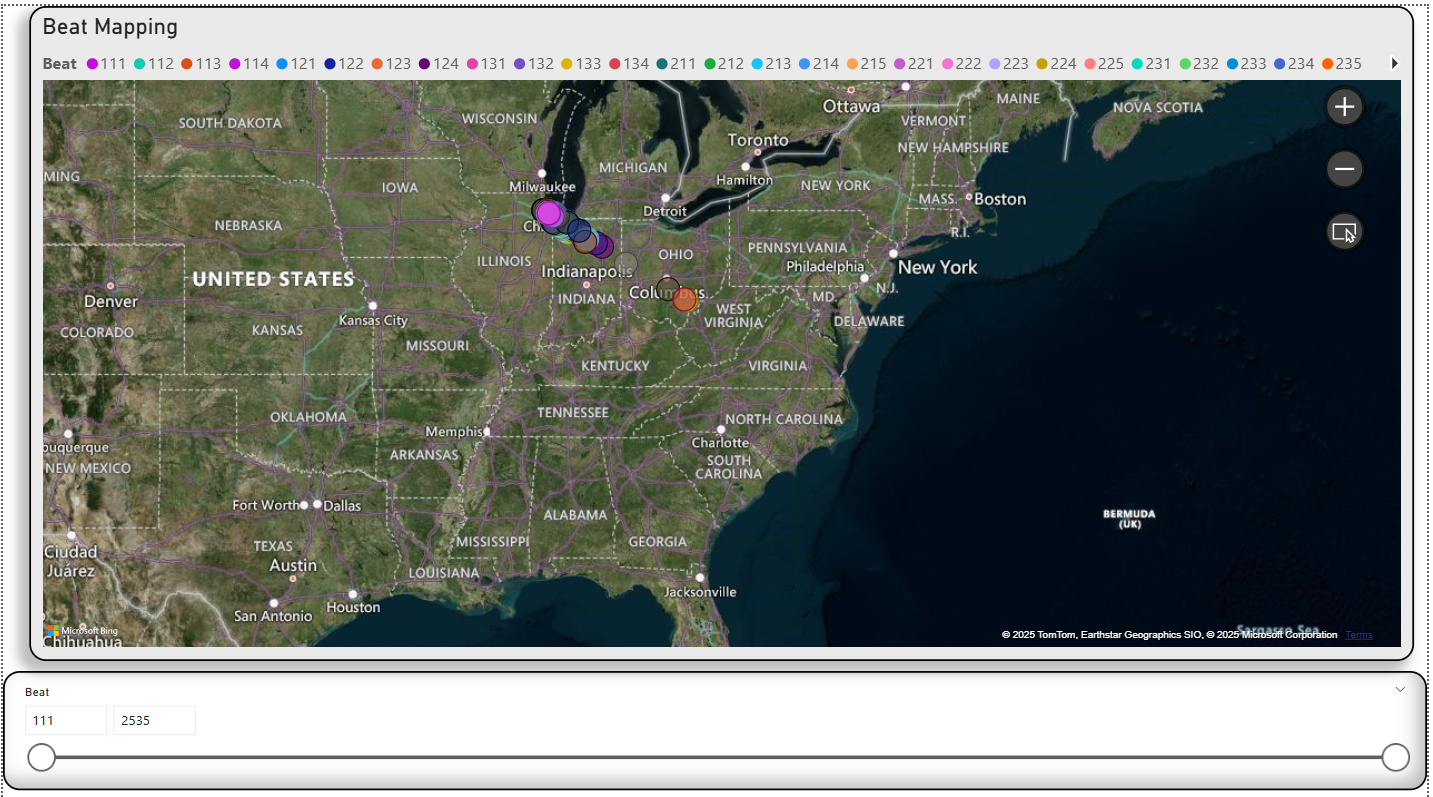 Beat Mapping
Beat 111 112 113 114 121 122 123 124 131 132 133 134 211 212 213 214 215 221 222 223 224 225 231 232 233 234 235
Ottawa
MAINE
NOVA SCOTIA
WISCONSIN
SOUTH DAKOTA
VERMONT
Toronto
NEW HAMPSHIRE
MICHIGAN
MING
Hamilton
NEW YORK
IOWA
Milwaukee
MASS.
Boston
Detroit
NEBRASKA
Ch
R.I.
PENNSYLVANIA
OHIO
ILLINOIS
Philadelphia
New York
UNITED STATES
Indianapolis
N.J.
Denver
INDIANA
Columbus
MD.
WEST
VIRGINIA
Kansas City
DELAWARE
COLORADO
KANSAS
MISSOURI
KENTUCKY
VIRGINIA
OKLAHOMA
TENNESSEE
NORTH CAROLINA
Memphis
Charlotte
buquerque
ARKANSAS
SOUTH
CAROLINA
NEW MEXICO
Fort Worth
Dallas
ALABAMA
BERMUDA
(UK)
MISSISSIPPI
GEORGIA
TEXAS
Ciudad
Juárez
Austin
LOUISIANA
Jacksonville
Houston
San Antonio
Microsoft Bing
Chihuahua
Sargasso Sea
© 2025 TomTom, Earthstar Geographics SIO, © 2025 Microsoft Corporation Terms
Beat
111 2535